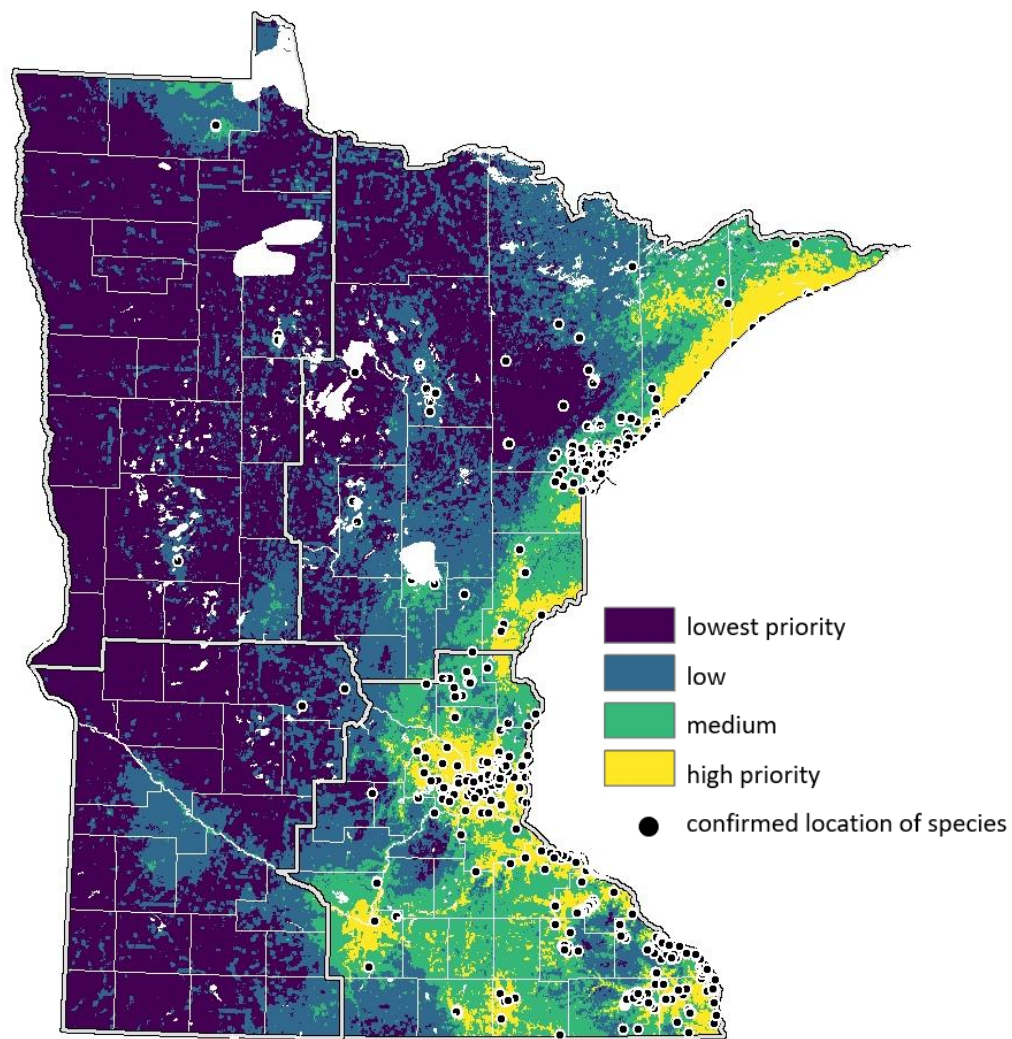 lowest priority
low
medium
high priority
confirmed location of species